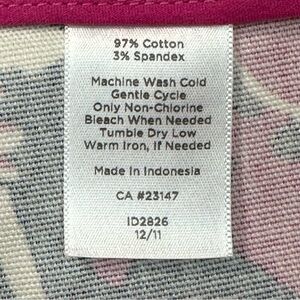 97% Cotton
3% Spandex
Machine Wash Cold
Gentle Cycle
Only Non-Chlorine
Bleach When Needed
Tumble Dry Low
Warm Iron, If Needed
Made in Indonesia
CA #23147
ID2826
12/11